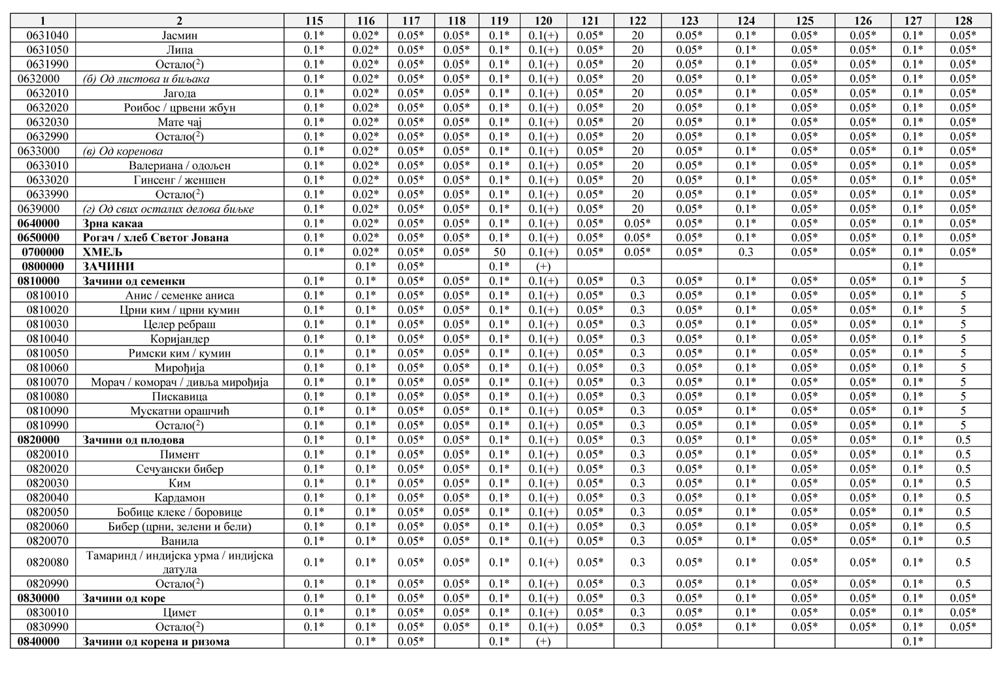 1 2 115 116 117 118 119 120 121 122 123 124 125 126 127 128
0631040 Јасмин 0.1* 0.02* 0.05* 0.05* 0.1* 0.1(+) 0.05* 20 0.05* 0.1* 0.05* 0.05* 0.1* 0.05*
0631050 Липа 0.1* 0.02* 0.05* 0.05* 0.1* 0.1(+) 0.05* 20 0.05* 0.1* 0.05* 0.05* 0.1* 0.05*
0631990 Остало(²) 0.1* 0.02* 0.05* 0.05* 0.1* 0.1(+) 0.05* 20 0.05* 0.1* 0.05* 0.05* 0.1* 0.05*
0632000 (б) Од листова и биљака 0.1* 0.02* 0.05* 0.05* 0.1* 0.1(+) 0.05* 20 0.05* 0.1* 0.05* 0.05* 0.1* 0.05*
0632010 Јагода 0.1* 0.02* 0.05* 0.05* 0.1* 0.1(+) 0.05* 20 0.05* 0.1* 0.05* 0.05* 0.1* 0.05*
0632020 Роибос / црвени жбун 0.1* 0.02* 0.05* 0.05* 0.1* 0.1(+) 0.05* 20 0.05* 0.1* 0.05* 0.05* 0.1* 0.05*
0632030 Мате чај 0.1* 0.02* 0.05* 0.05* 0.1* 0.1(+) 0.05* 20 0.05* 0.1* 0.05* 0.05* 0.1* 0.05*
0632990 Остало(²) 0.1* 0.02* 0.05* 0.05* 0.1* 0.1(+) 0.05* 20 0.05* 0.1* 0.05* 0.05* 0.1* 0.05*
0633000 (в) Од коренова 0.1* 0.02* 0.05* 0.05* 0.1* 0.1(+) 0.05* 20 0.05* 0.1* 0.05* 0.05* 0.1* 0.05*
0633010 Валериана / одољен 0.1* 0.02* 0.05* 0.05* 0.1* 0.1(+) 0.05* 20 0.05* 0.1* 0.05* 0.05* 0.1* 0.05*
0633020 Гинсенг / женшен 0.1* 0.02* 0.05* 0.05* 0.1* 0.1(+) 0.05* 20 0.05* 0.1* 0.05* 0.05* 0.1* 0.05*
0633990 Остало(²) 0.1* 0.02* 0.05* 0.05* 0.1* 0.1(+) 0.05* 20 0.05* 0.1* 0.05* 0.05* 0.1* 0.05*
0639000 (г) Од свих осталих делова биљке 0.1* 0.02* 0.05* 0.05* 0.1* 0.1(+) 0.05* 20 0.05* 0.1* 0.05* 0.05* 0.1* 0.05*
0640000 Зрна какаа 0.1* 0.02* 0.05* 0.05* 0.1* 0.1(+) 0.05* 0.05* 0.05* 0.1* 0.05* 0.05* 0.1* 0.05*
0650000 Рогач / хлеб Светог Јована 0.1* 0.02* 0.05* 0.05* 0.1* 0.1(+) 0.05* 0.05* 0.05* 0.1* 0.05* 0.05* 0.1* 0.05*
0700000 ХМЕЉ 0.1* 0.02* 0.05* 0.05* 50 0.1(+) 0.05* 0.05* 0.05* 0.3 0.05* 0.05* 0.1* 0.05*
0800000 ЗАЧИНИ 0.1* 0.05* 0.1* (+) 0.1*
0810000 Зачини од семенки 0.1* 0.1* 0.05* 0.05* 0.1* 0.1(+) 0.05* 0.3 0.05* 0.1* 0.05* 0.05* 0.1* 5
0810010 Анис / семенке аниса 0.1* 0.1* 0.05* 0.05* 0.1* 0.1(+) 0.05* 0.3 0.05* 0.1* 0.05* 0.05* 0.1* 5
0810020 Црни ким / црни кумин 0.1* 0.1* 0.05* 0.05* 0.1* 0.1(+) 0.05* 0.3 0.05* 0.1* 0.05* 0.05* 0.1* 5
0810030 Целер ребраш 0.1* 0.1* 0.05* 0.05* 0.1* 0.1(+) 0.05* 0.3 0.05* 0.1* 0.05* 0.05* 0.1* 5
0810040 Коријандер 0.1* 0.1* 0.05* 0.05* 0.1* 0.1(+) 0.05* 0.3 0.05* 0.1* 0.05* 0.05* 0.1* 5
0810050 Римски ким / кумин 0.1* 0.1* 0.05* 0.05* 0.1* 0.1(+) 0.05* 0.3 0.05* 0.1* 0.05* 0.05* 0.1* 5
0810060 Мирођија 0.1* 0.1* 0.05* 0.05* 0.1* 0.1(+) 0.05* 0.3 0.05* 0.1* 0.05* 0.05* 0.1* 5
0810070 Морач / коморач / дивља мирођија 0.1* 0.1* 0.05* 0.05* 0.1* 0.1(+) 0.05* 0.3 0.05* 0.1* 0.05* 0.05* 0.1* 5
0810080 Пискавица 0.1* 0.1* 0.05* 0.05* 0.1* 0.1(+) 0.05* 0.3 0.05* 0.1* 0.05* 0.05* 0.1* 5
0810090 Мускатни орашчић 0.1* 0.1* 0.05* 0.05* 0.1* 0.1(+) 0.05* 0.3 0.05* 0.1* 0.05* 0.05* 0.1* 5
0810990 Остало(²) 0.1* 0.1* 0.05* 0.05* 0.1* 0.1(+) 0.05* 0.3 0.05* 0.1* 0.05* 0.05* 0.1* 5
0820000 Зачини од плодова 0.1* 0.1* 0.05* 0.05* 0.1* 0.1(+) 0.05* 0.3 0.05* 0.1* 0.05* 0.05* 0.1* 0.5
0820010 Пимент 0.1* 0.1* 0.05* 0.05* 0.1* 0.1(+) 0.05* 0.3 0.05* 0.1* 0.05* 0.05* 0.1* 0.5
0820020 Сечуански бибер 0.1* 0.1* 0.05* 0.05* 0.1* 0.1(+) 0.05* 0.3 0.05* 0.1* 0.05* 0.05* 0.1* 0.5
0820030 Ким 0.1* 0.1* 0.05* 0.05* 0.1* 0.1(+) 0.05* 0.3 0.05* 0.1* 0.05* 0.05* 0.1* 0.5
0820040 Кардамон 0.1* 0.1* 0.05* 0.05* 0.1* 0.1(+) 0.05* 0.3 0.05* 0.1* 0.05* 0.05* 0.1* 0.5
0820050 Бобице клеке / боровице 0.1* 0.1* 0.05* 0.05* 0.1* 0.1(+) 0.05* 0.3 0.05* 0.1* 0.05* 0.05* 0.1* 0.5
0820060 Бибер (црни, зелени и бели) 0.1* 0.1* 0.05* 0.05* 0.1* 0.1(+) 0.05* 0.3 0.05* 0.1* 0.05* 0.05* 0.1* 0.5
0820070 Ванила 0.1* 0.1* 0.05* 0.05* 0.1* 0.1(+) 0.05* 0.3 0.05* 0.1* 0.05* 0.05* 0.1* 0.5
0820080 Тамаринд / индијска урма / индијска
датула 0.1* 0.1* 0.05* 0.05* 0.1* 0.1(+) 0.05* 0.3 0.05* 0.1* 0.05* 0.05* 0.1* 0.5
0820990 Остало(²) 0.1* 0.1* 0.05* 0.05* 0.1* 0.1(+) 0.05* 0.3 0.05* 0.1* 0.05* 0.05* 0.1* 0.5
0830000 Зачини од коре 0.1* 0.1* 0.05* 0.05* 0.1* 0.1(+) 0.05* 0.3 0.05* 0.1* 0.05* 0.05* 0.1* 0.05*
0830010 Цимет 0.1* 0.1* 0.05* 0.05* 0.1* 0.1(+) 0.05* 0.3 0.05* 0.1* 0.05* 0.05* 0.1* 0.05*
0830990 Остало(²) 0.1* 0.1* 0.05* 0.05* 0.1* 0.1(+) 0.05* 0.3 0.05* 0.1* 0.05* 0.05* 0.1* 0.05*
0840000 Зачини од корена и ризома 0.1* 0.05* 0.1* (+) 0.1*